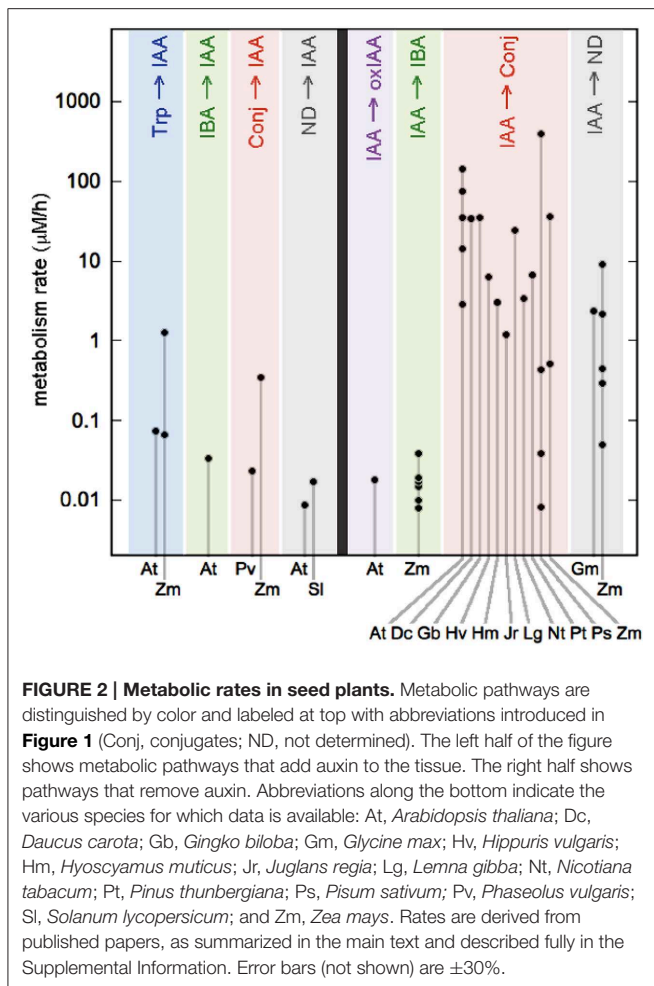 Trp → IAA
IBA → IAA
Conj → IAA
ND → IAA
IAA → oxIAA
IAA → IBA
IAA → Conj
IAA → ND
metabolism rate (μM/h)
1000
100
10
1
0.1
0.01
At Zm
At
Pv Zm
At Sl
At
Zm
At Dc Gb Hv Hm Jr Lg Nt Pt Ps Zm
Gm Zm
FIGURE 2 | Metabolic rates in seed plants. Metabolic pathways are
distinguished by color and labeled at top with abbreviations introduced in
Figure 1 (Conj, conjugates; ND, not determined). The left half of the figure
shows metabolic pathways that add auxin to the tissue. The right half shows
pathways that remove auxin. Abbreviations along the bottom indicate the
various species for which data is available: At, Arabidopsis thaliana; Dc,
Daucus carota; Gb, Gingko biloba; Gm, Glycine max; Hv, Hippuris vulgaris;
Hm, Hyoscyamus muticus; Jr, Juglans regia; Lg, Lemna gibba; Nt, Nicotiana
tabacum; Pt, Pinus thunbergiana; Ps, Pisum sativum; Pv, Phaseolus vulgaris;
Sl, Solanum lycopersicum; and Zm, Zea mays. Rates are derived from
published papers, as summarized in the main text and described fully in the
Supplemental Information. Error bars (not shown) are ±30%.